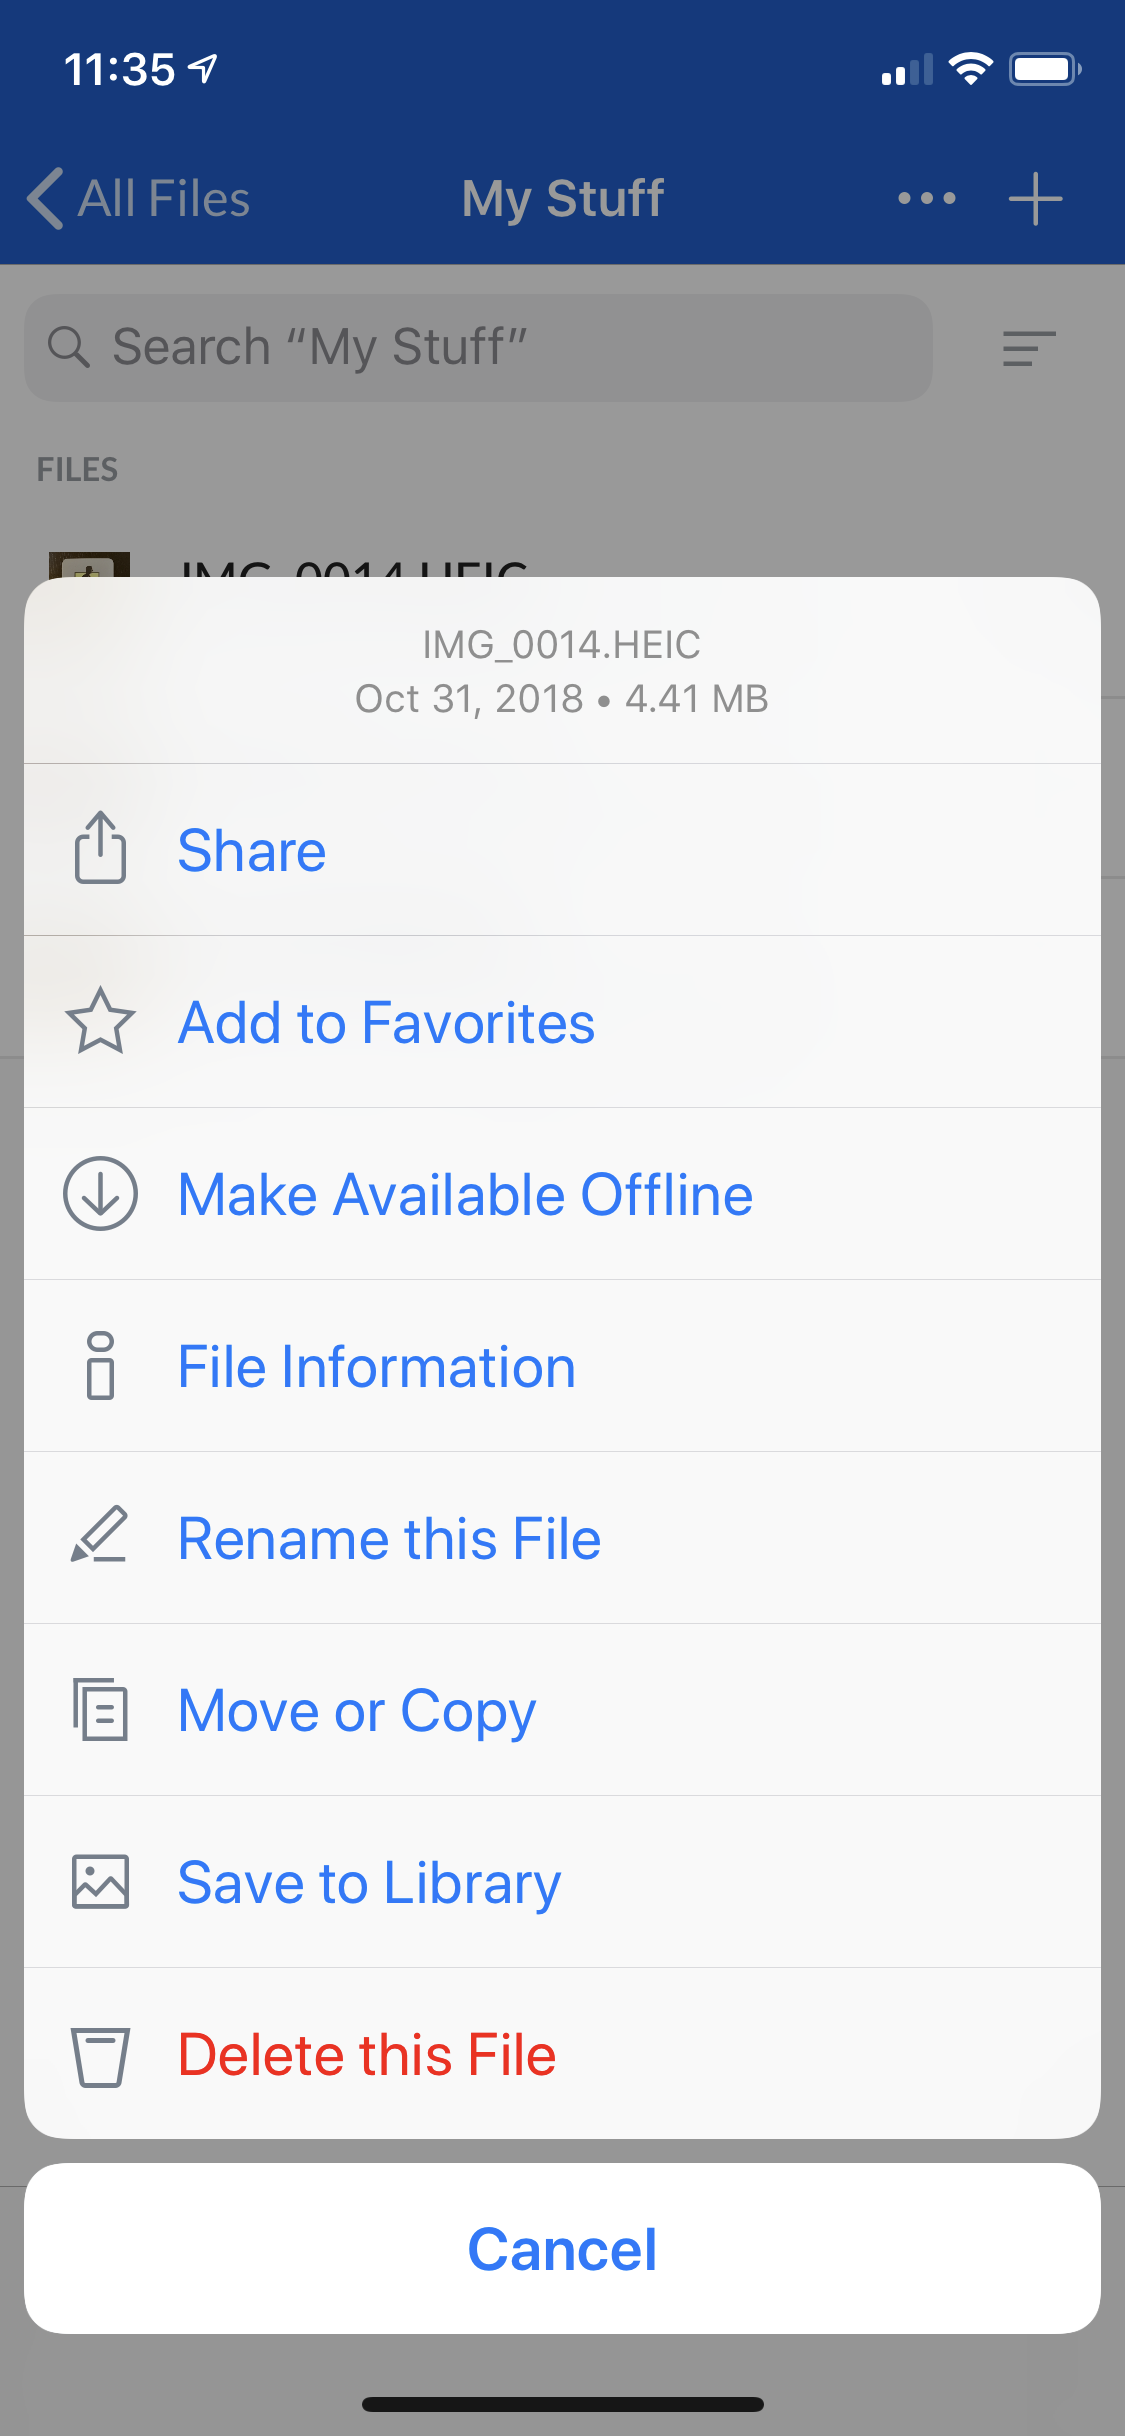 11:35
All Files
My Stuff
Search “My Stuff”
FILES
IMG_0014.HEIC
IMG_0014.HEIC
Oct 31, 2018 • 4.41 MB
Share
Add to Favorites
Make Available Offline
File Information
Rename this File
Move or Copy
Save to Library
Delete this File
Cancel